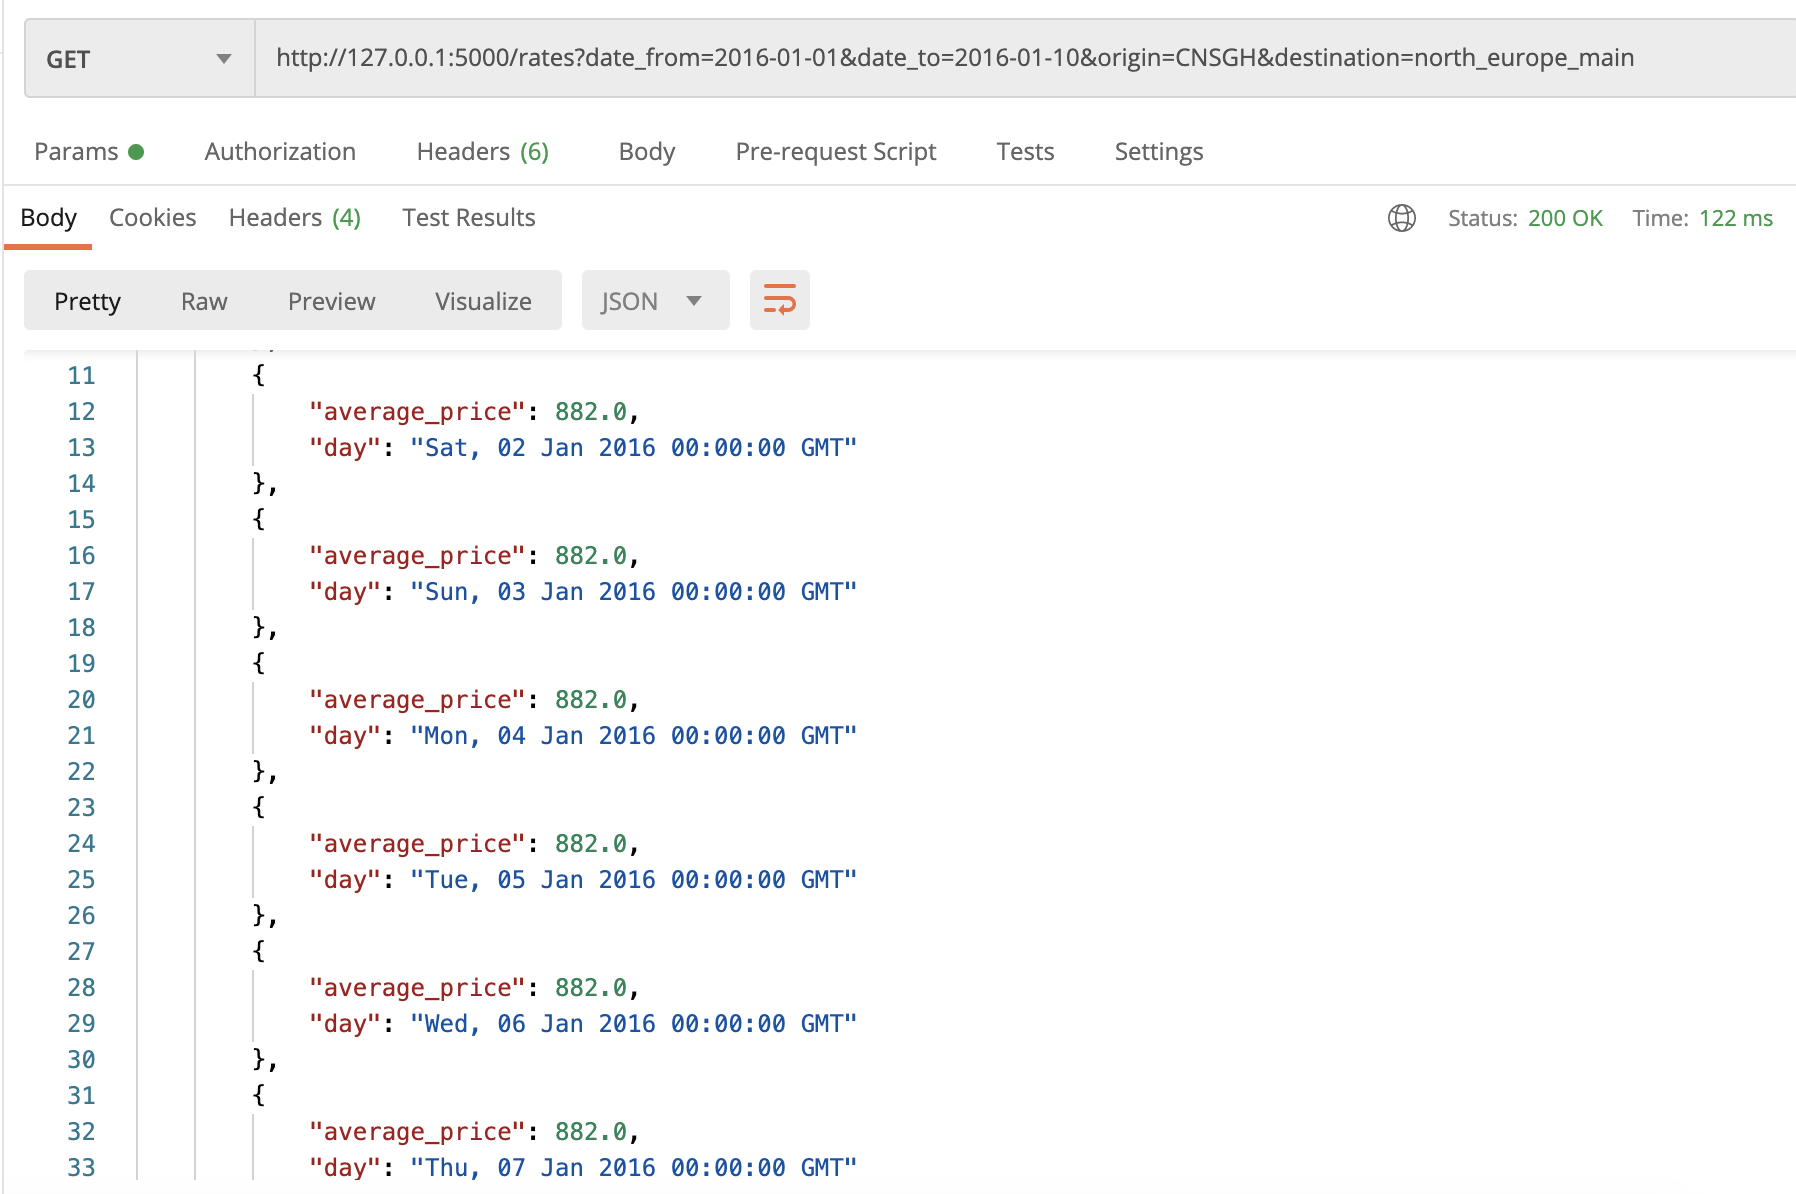 GET http://127.0.0.1:5000/rates?date_from=2016-01-01&date_to=2016-01-10&origin=CNSGH&destination=north_europe_main
Params Authorization Headers (6) Body Pre-request Script Tests Settings
Body Cookies Headers (4) Test Results Status: 200 OK Time: 122 ms
Pretty Raw Preview Visualize JSON
11 {
12 "average_price": 882.0,
13 "day": "Sat, 02 Jan 2016 00:00:00 GMT"
14 },
15 {
16 "average_price": 882.0,
17 "day": "Sun, 03 Jan 2016 00:00:00 GMT"
18 },
19 {
20 "average_price": 882.0,
21 "day": "Mon, 04 Jan 2016 00:00:00 GMT"
22 },
23 {
24 "average_price": 882.0,
25 "day": "Tue, 05 Jan 2016 00:00:00 GMT"
26 },
27 {
28 "average_price": 882.0,
29 "day": "Wed, 06 Jan 2016 00:00:00 GMT"
30 },
31 {
32 "average_price": 882.0,
33 "day": "Thu, 07 Jan 2016 00:00:00 GMT"